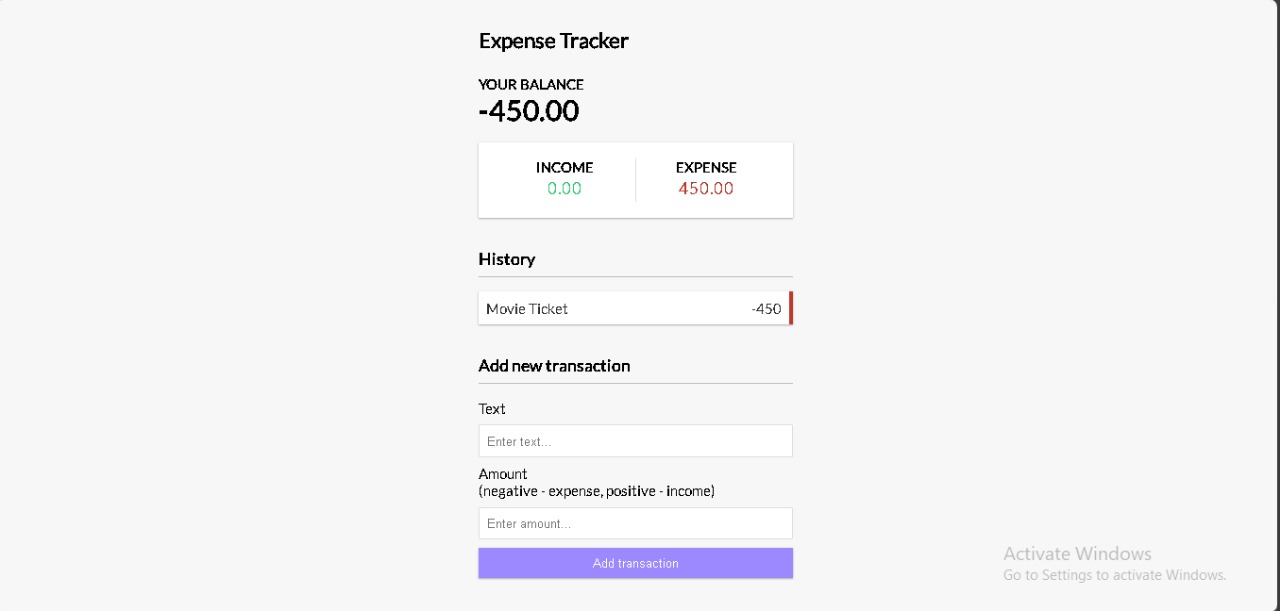 Expense Tracker
YOUR BALANCE
-450.00
INCOME EXPENSE
0.00 450.00
History
Movie Ticket -450
Add new transaction
Text
Enter text...
Amount
(negative - expense, positive - income)
Enter amount...
Add transaction
Activate Windows
Go to Settings to activate Windows.